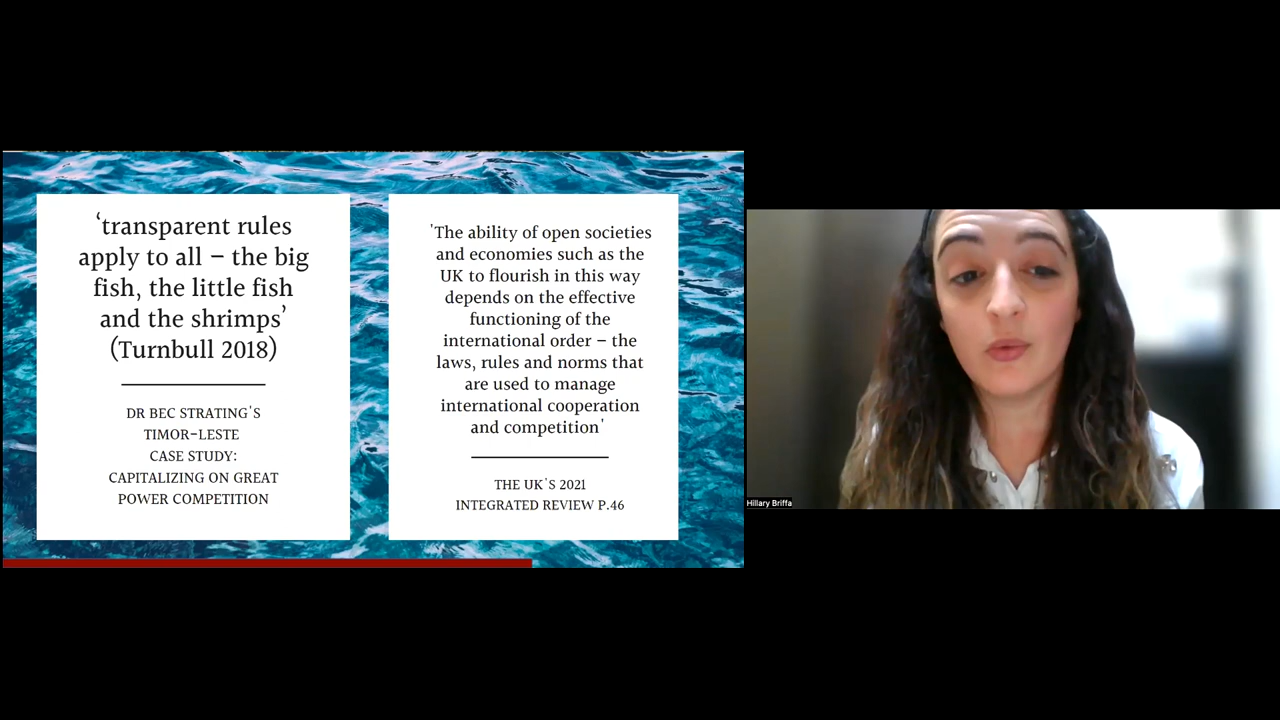 ‘transparent rules
apply to all – the big
fish, the little fish
and the shrimps’
(Turnbull 2018)
DR BEC STRATING'S
TIMOR-LESTE
CASE STUDY:
CAPITALIZING ON GREAT
POWER COMPETITION
'The ability of open societies
and economies such as the
UK to flourish in this way
depends on the effective
functioning of the
international order – the
laws, rules and norms that
are used to manage
international cooperation
and competition'
THE UK'S 2021
INTEGRATED REVIEW P.46
Hillary Briffa